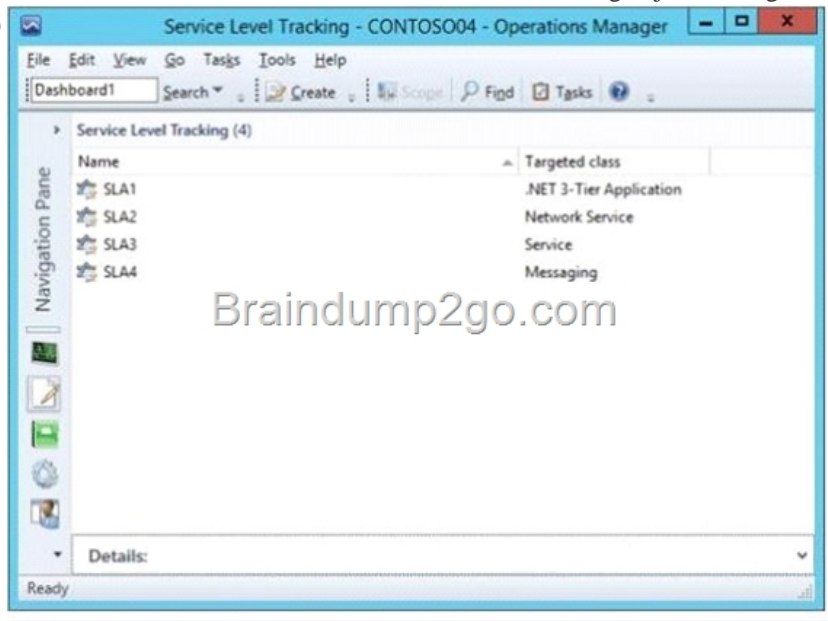 Service Level Tracking - CONTOSO04 - Operations Manager
File Edit View Go Tasks Tools Help
Dashboard1 Search Create Scope Find Tasks
Service Level Tracking (4)
Name Targeted class
SLA1 .NET 3-Tier Application
SLA2 Network Service
SLA3 Service
SLA4 Messaging
Navigation Pane
Braindump2go.com
Details:
Ready